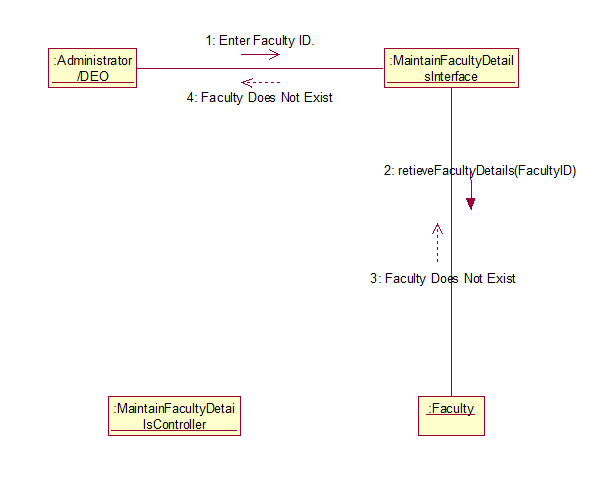 1: Enter Faculty ID.
:Administrator
/DEO
:MaintainFacultyDetail
sInterface
4: Faculty Does Not Exist
2: retieveFacultyDetails(FacultyID)
3: Faculty Does Not Exist
:MaintainFacultyDetai
lsController
:Faculty